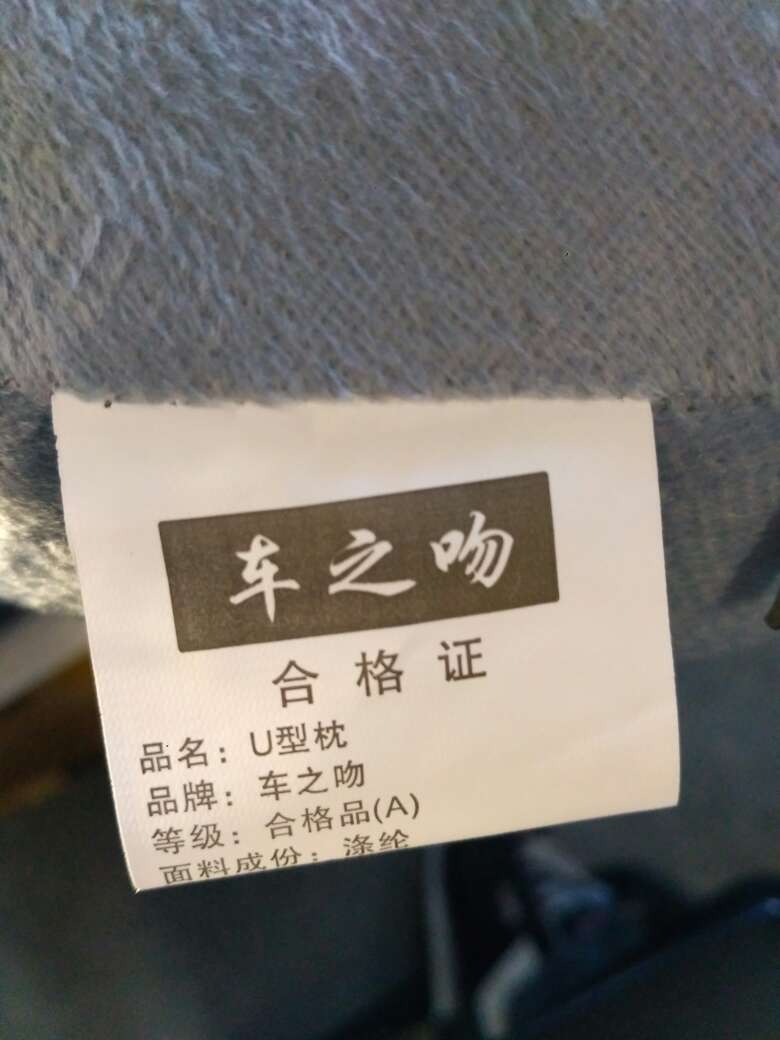 车之吻
合格证
品名：U型枕
品牌：车之吻
等级：合格品(A)
面料成份：涤纶